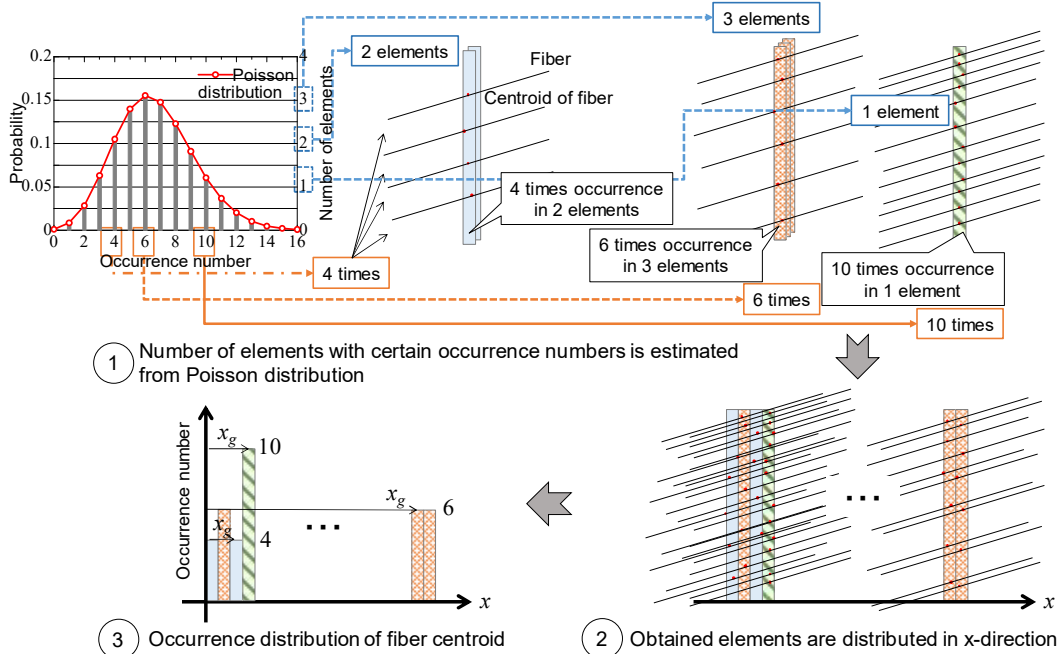 3 elements
2 elements
0.2
0.15
0.1
0.05
0
Probability
Poisson
distribution
4
3
2
1
0
Number of elements
0 2 4 6 8 10 12 14 16
Occurrence number
Fiber
Centroid of fiber
1 element
4 times occurrence
in 2 elements
6 times occurrence
in 3 elements
10 times occurrence
in 1 element
4 times
6 times
10 times
1 Number of elements with certain occurrence numbers is estimated
from Poisson distribution
Occurrence number
x_g
10
x_g
6
x_g
4
...
x
3 Occurrence distribution of fiber centroid
...
x
2 Obtained elements are distributed in x-direction